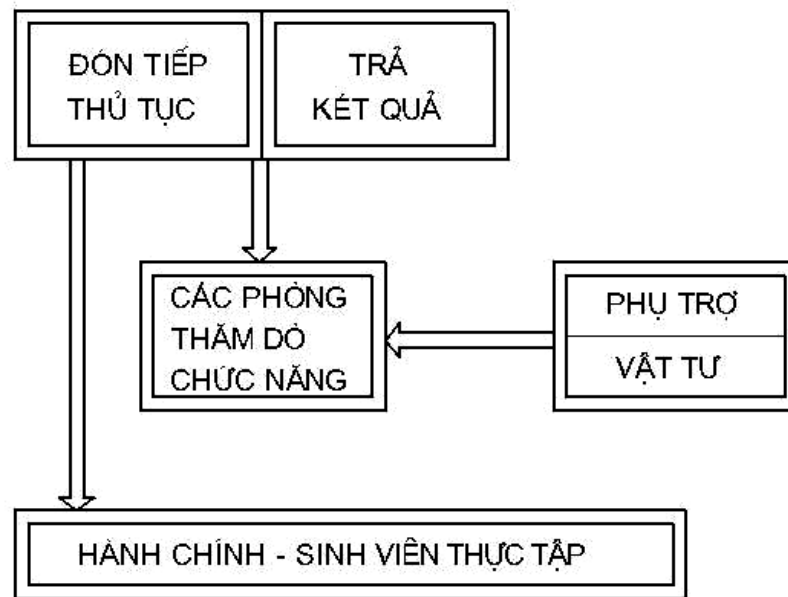 ĐÓN TIẾP
THỦ TỤC
TRẢ
KẾT QUẢ
CÁC PHÒNG
THĂM DÒ
CHỨC NĂNG
PHỤ TRỢ
VẬT TƯ
HÀNH CHÍNH - SINH VIÊN THỰC TẬP